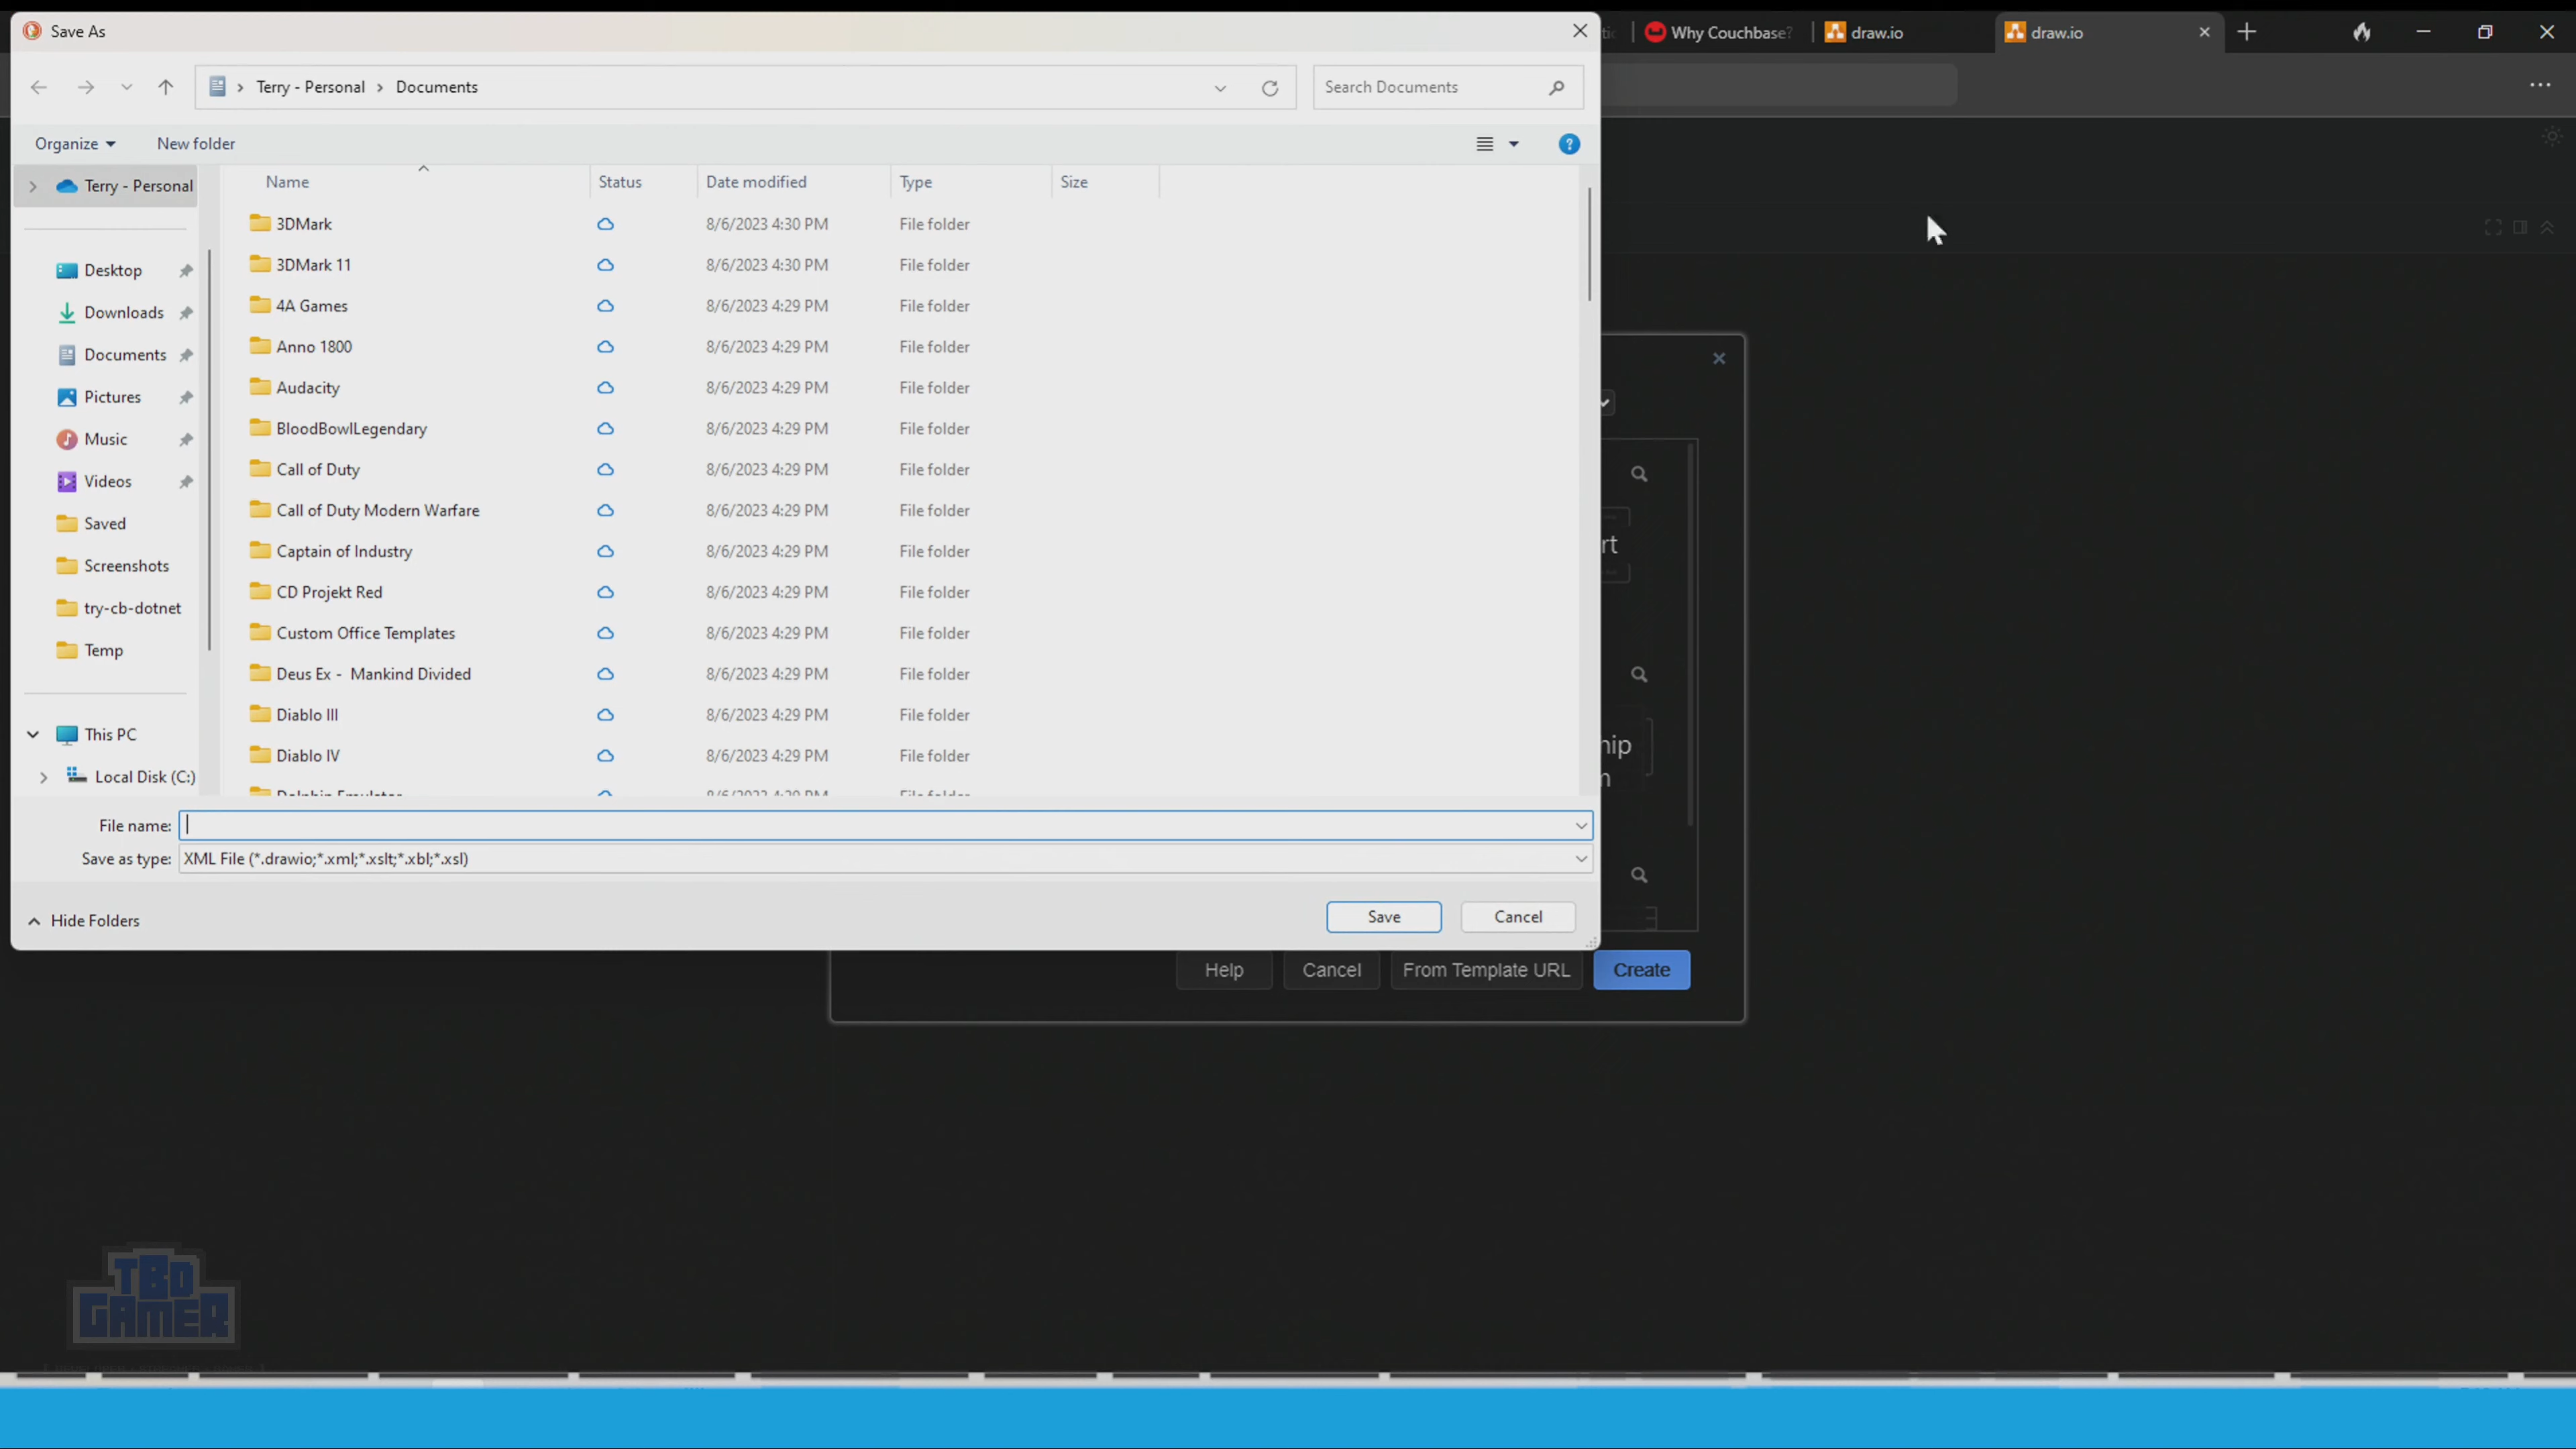 Save As
Why Couchbase?
draw.io
draw.io
Terry - Personal
Documents
Search Documents
Organize
New folder
Name
Status
Date modified
Type
Size
Terry - Personal
Desktop
Downloads
Documents
Pictures
Music
Videos
Saved
Screenshots
try-cb-dotnet
Temp
This PC
Local Disk (C:)
3DMark 8/6/2023 4:30 PM File folder
3DMark 11 8/6/2023 4:30 PM File folder
4A Games 8/6/2023 4:29 PM File folder
Anno 1800 8/6/2023 4:29 PM File folder
Audacity 8/6/2023 4:29 PM File folder
BloodBowlLegendary 8/6/2023 4:29 PM File folder
Call of Duty 8/6/2023 4:29 PM File folder
Call of Duty Modern Warfare 8/6/2023 4:29 PM File folder
Captain of Industry 8/6/2023 4:29 PM File folder
CD Projekt Red 8/6/2023 4:29 PM File folder
Custom Office Templates 8/6/2023 4:29 PM File folder
Deus Ex - Mankind Divided 8/6/2023 4:29 PM File folder
Diablo III 8/6/2023 4:29 PM File folder
Diablo IV 8/6/2023 4:29 PM File folder
File name:
Save as type: XML File (*.drawio;*.xml;*.xslt;*.xbl;*.xsl)
Hide Folders
Save
Cancel
Help
Cancel
From Template URL
Create
TBD
GAMER